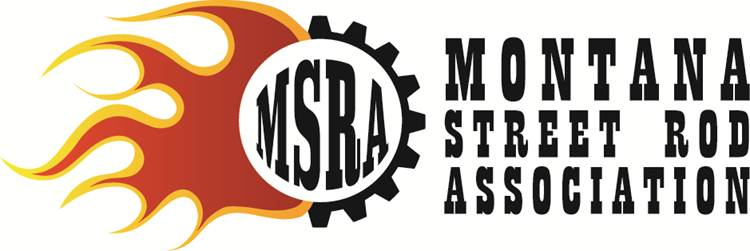 MSRA
MONTANA
STREET ROD
ASSOCIATION